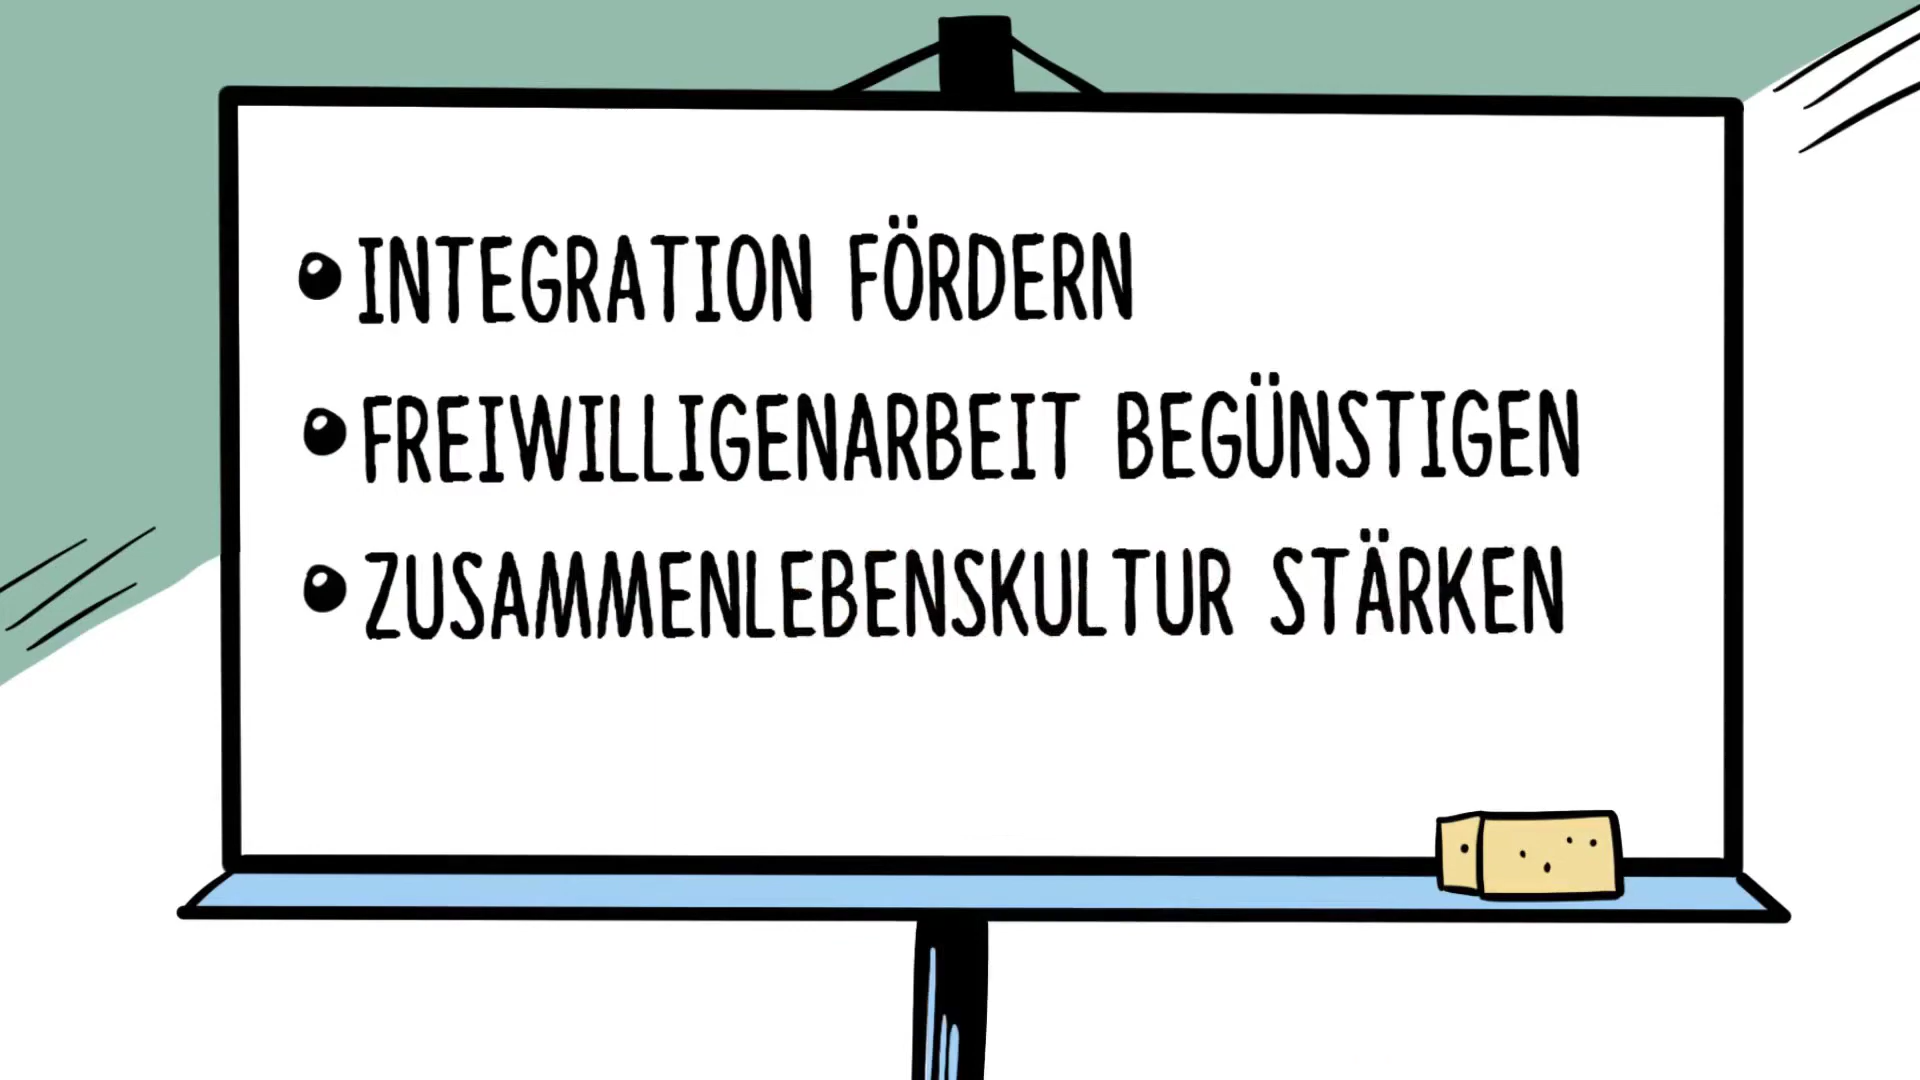 • INTEGRATION FÖRDERN
• FREIWILLIGENARBEIT BEGÜNSTIGEN
• ZUSAMMENLEBENSKULTUR STÄRKEN